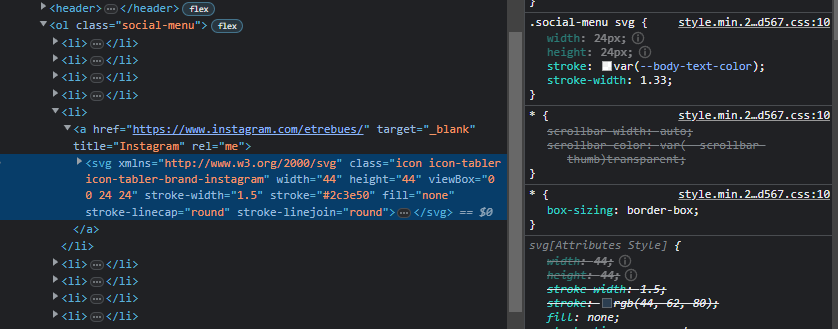 <header> ⋯ </header> flex
<ol class="social-menu"> flex
<li> ⋯ </li>
<li> ⋯ </li>
<li> ⋯ </li>
<li> ⋯ </li>
<li>
<a href="https://www.instagram.com/etrebues/" target="_blank"
title="Instagram" rel="me">
<svg xmlns="http://www.w3.org/2000/svg" class="icon icon-tabler
icon-tabler-brand-instagram" width="44" height="44" viewBox="0
0 24 24" stroke-width="1.5" stroke="#2c3e50" fill="none"
stroke-linecap="round" stroke-linejoin="round"> ⋯ </svg> == $0
</a>
</li>
<li> ⋯ </li>
<li> ⋯ </li>
<li> ⋯ </li>
<li> ⋯ </li>
}
.social-menu svg { style.min.2…d567.css:10
width: 24px;
height: 24px;
stroke: var(--body-text-color);
stroke-width: 1.33;
}
* { style.min.2…d567.css:10
scrollbar-width: auto;
scrollbar-color: var(--scrollbar-
thumb)transparent;
}
* { style.min.2…d567.css:10
box-sizing: border-box;
}
svg[Attributes Style] {
width: 44;
height: 44;
stroke-width: 1.5;
stroke: rgb(44, 62, 80);
fill: none;